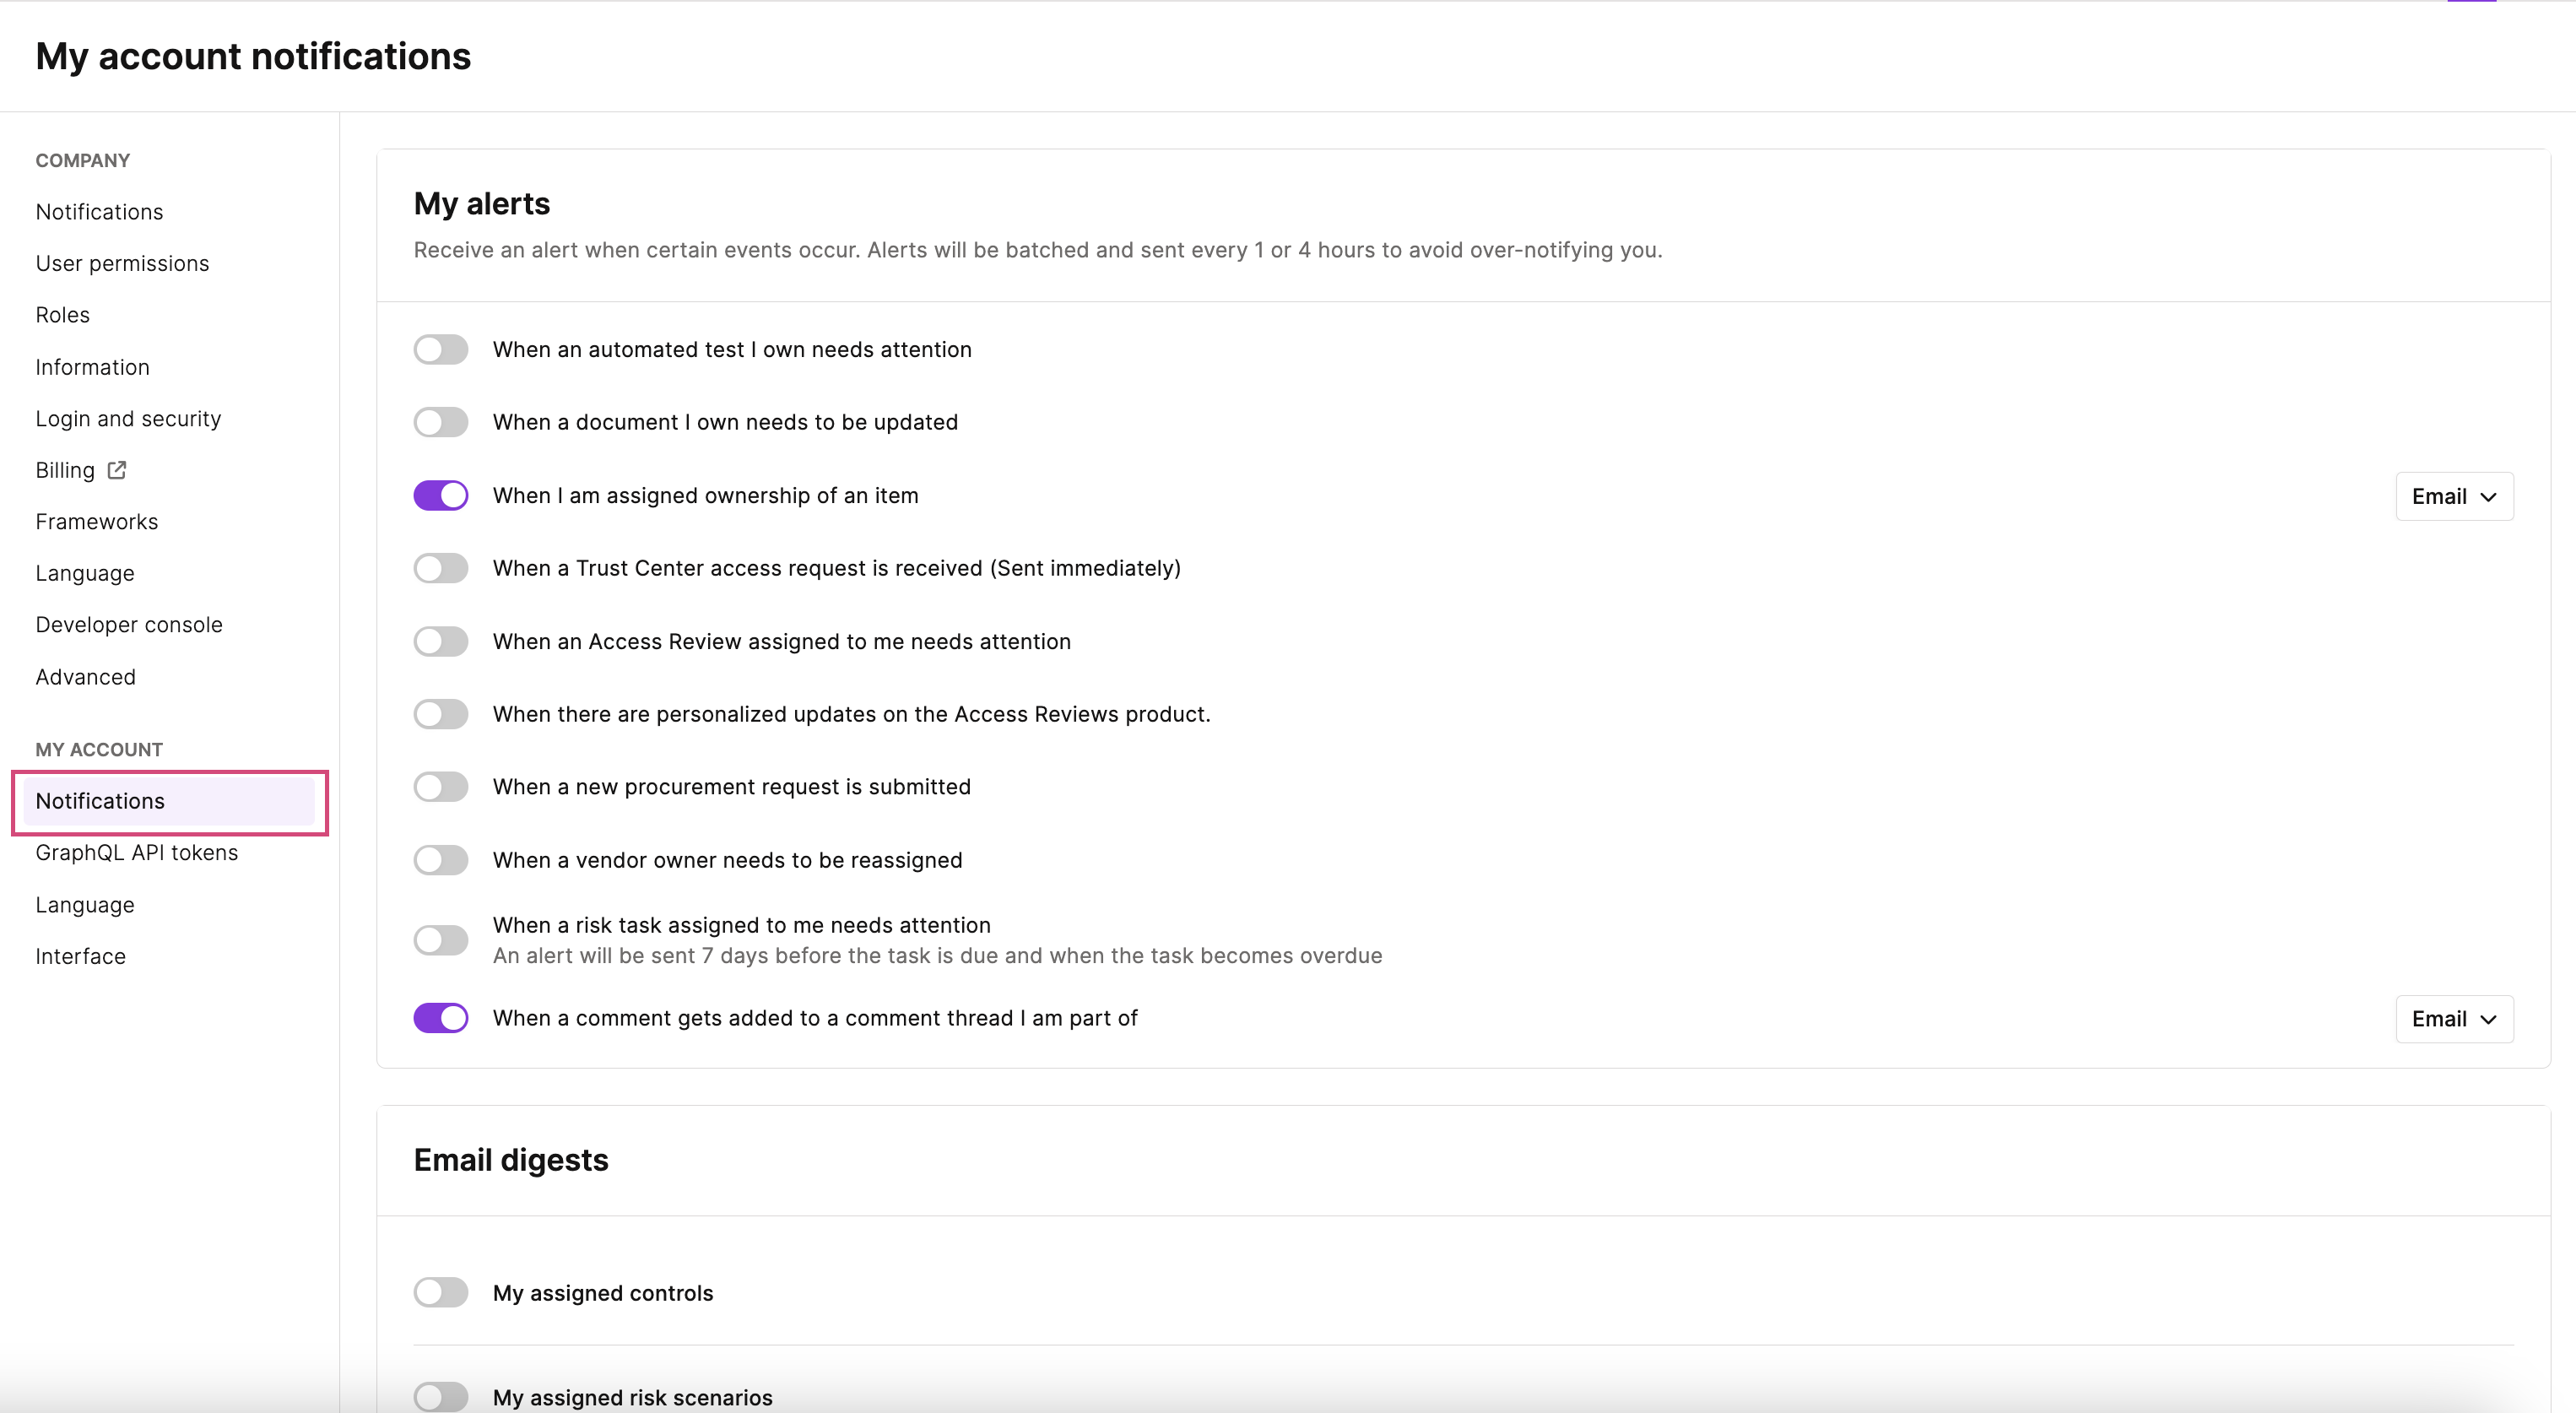 My account notifications
COMPANY
Notifications
User permissions
Roles
Information
Login and security
Billing
Frameworks
Language
Developer console
Advanced
MY ACCOUNT
Notifications
GraphQL API tokens
Language
Interface
My alerts
Receive an alert when certain events occur. Alerts will be batched and sent every 1 or 4 hours to avoid over-notifying you.
When an automated test I own needs attention
When a document I own needs to be updated
When I am assigned ownership of an item
Email
When a Trust Center access request is received (Sent immediately)
When an Access Review assigned to me needs attention
When there are personalized updates on the Access Reviews product.
When a new procurement request is submitted
When a vendor owner needs to be reassigned
When a risk task assigned to me needs attention
An alert will be sent 7 days before the task is due and when the task becomes overdue
When a comment gets added to a comment thread I am part of
Email
Email digests
My assigned controls
My assigned risk scenarios